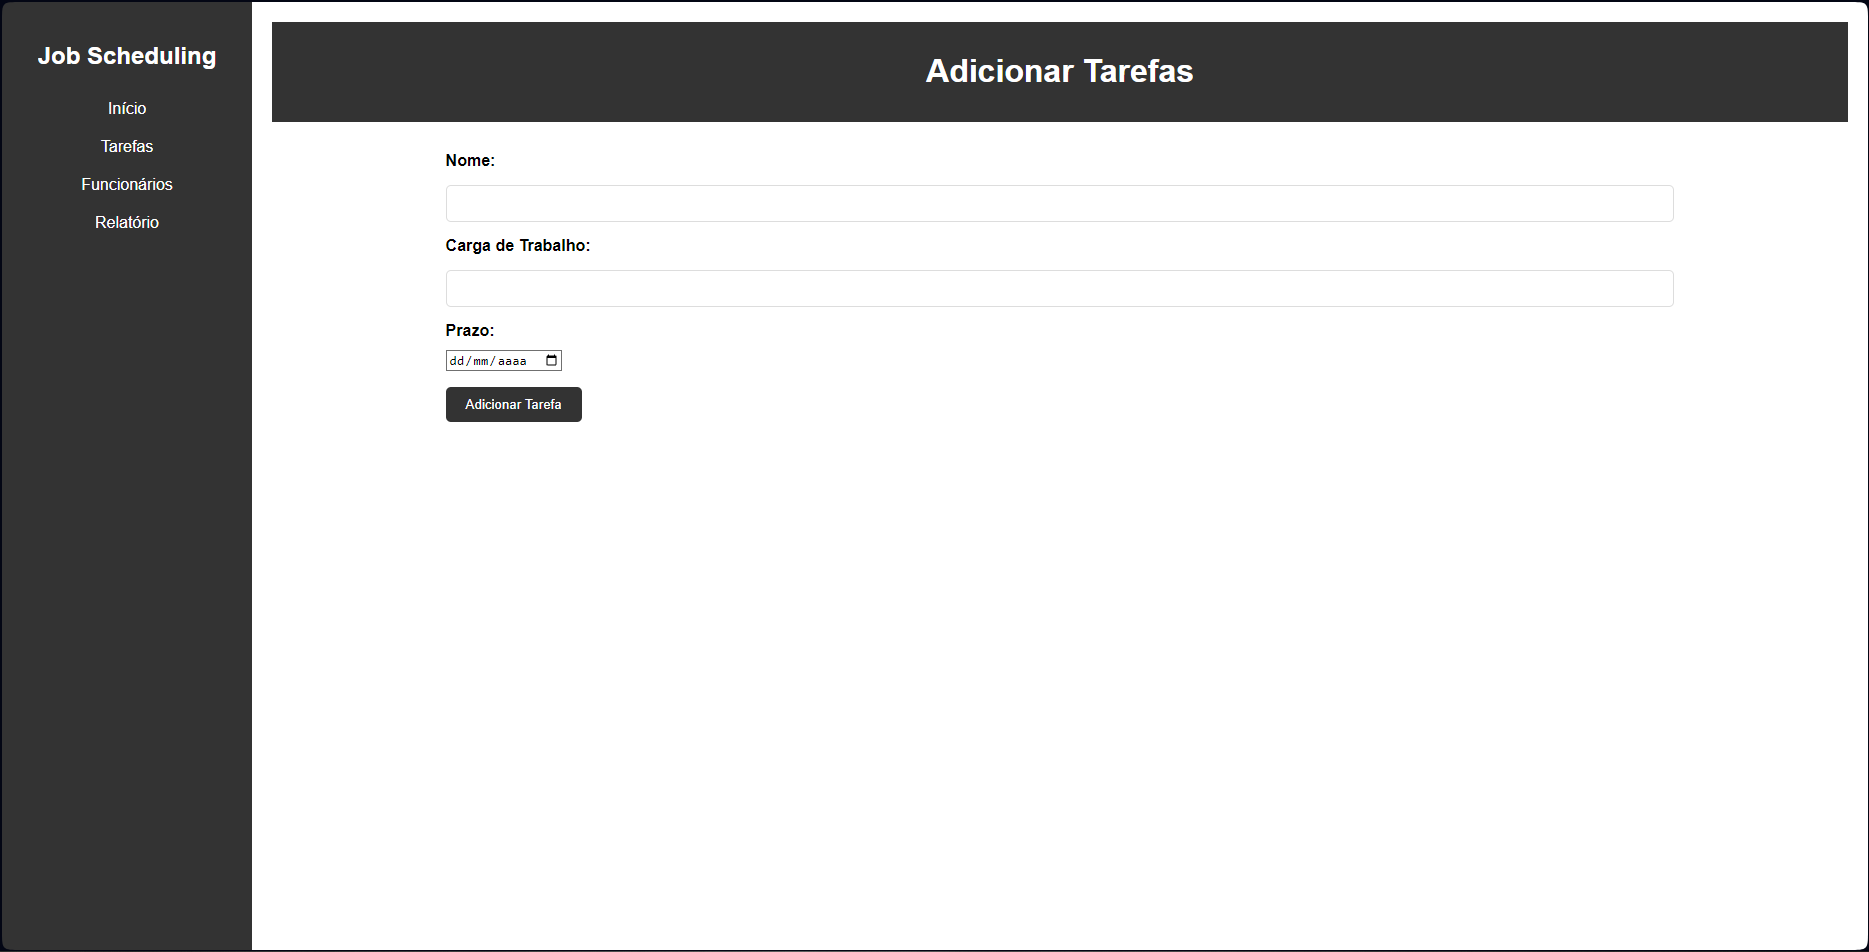 Job Scheduling
Início
Tarefas
Funcionários
Relatório
Adicionar Tarefas
Nome:
Carga de Trabalho:
Prazo:
dd/mm/aaaa
Adicionar Tarefa